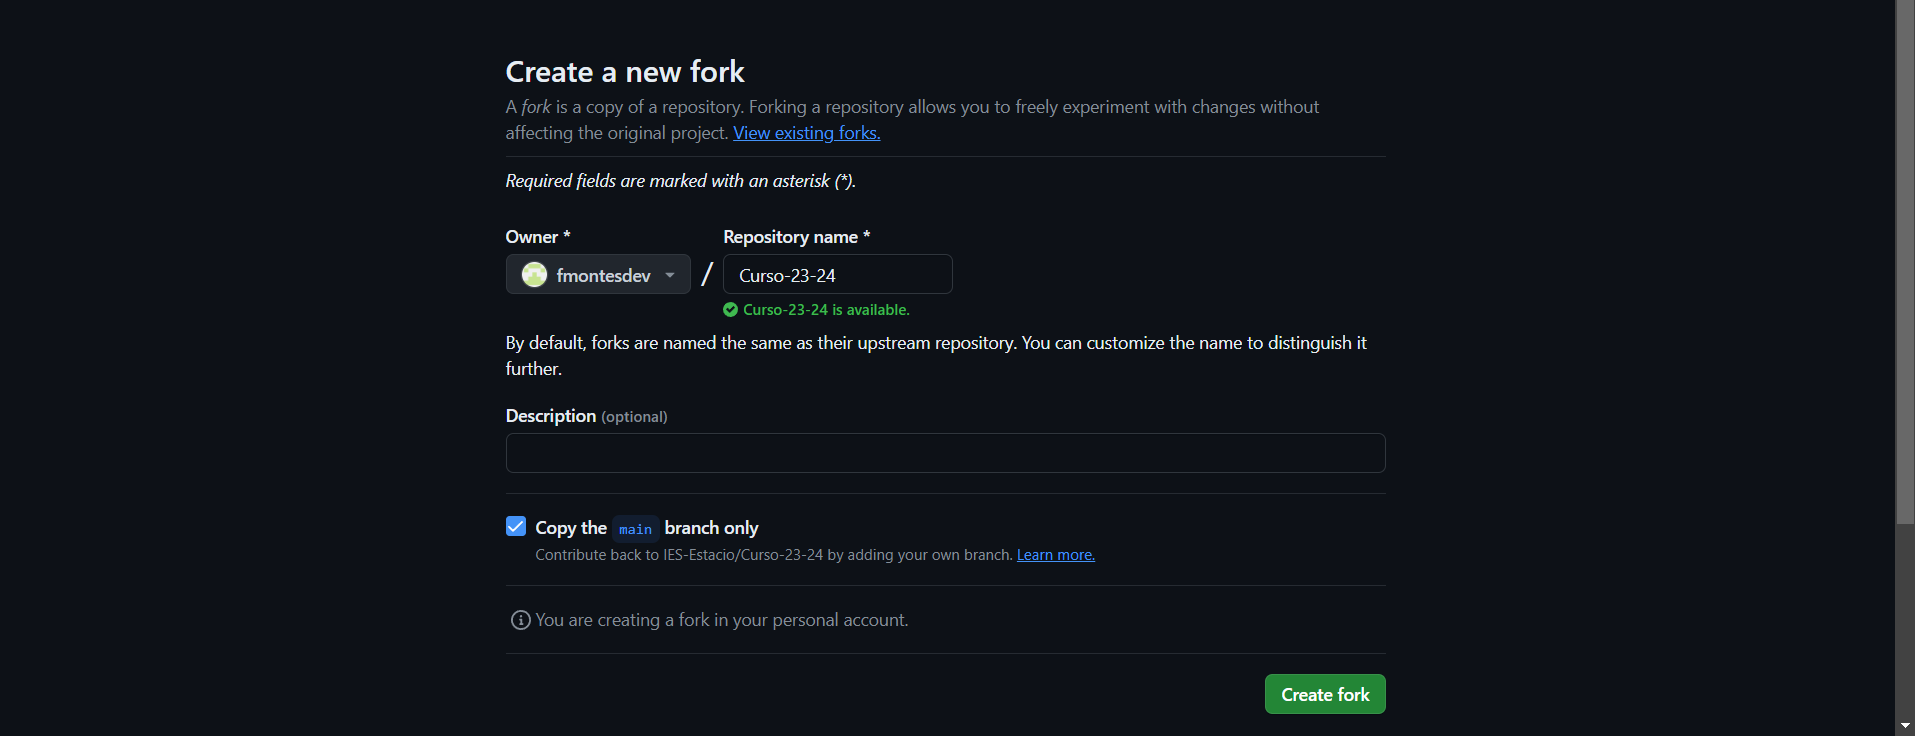 Create a new fork
A fork is a copy of a repository. Forking a repository allows you to freely experiment with changes without
affecting the original project. View existing forks.
Required fields are marked with an asterisk (*).
Owner * Repository name *
fmontesdev / Curso-23-24
Curso-23-24 is available.
By default, forks are named the same as their upstream repository. You can customize the name to distinguish it
further.
Description (optional)
Copy the main branch only
Contribute back to IES-Estacio/Curso-23-24 by adding your own branch. Learn more.
You are creating a fork in your personal account.
Create fork